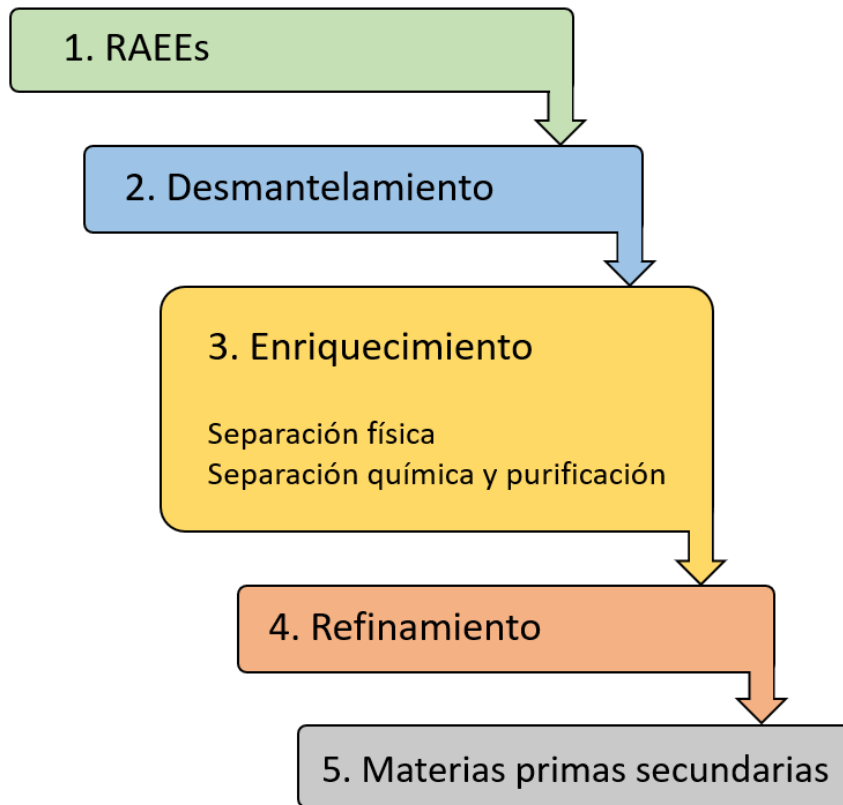 1. RAEEs
2. Desmantelamiento
3. Enriquecimiento
Separación física
Separación química y purificación
4. Refinamiento
5. Materias primas secundarias